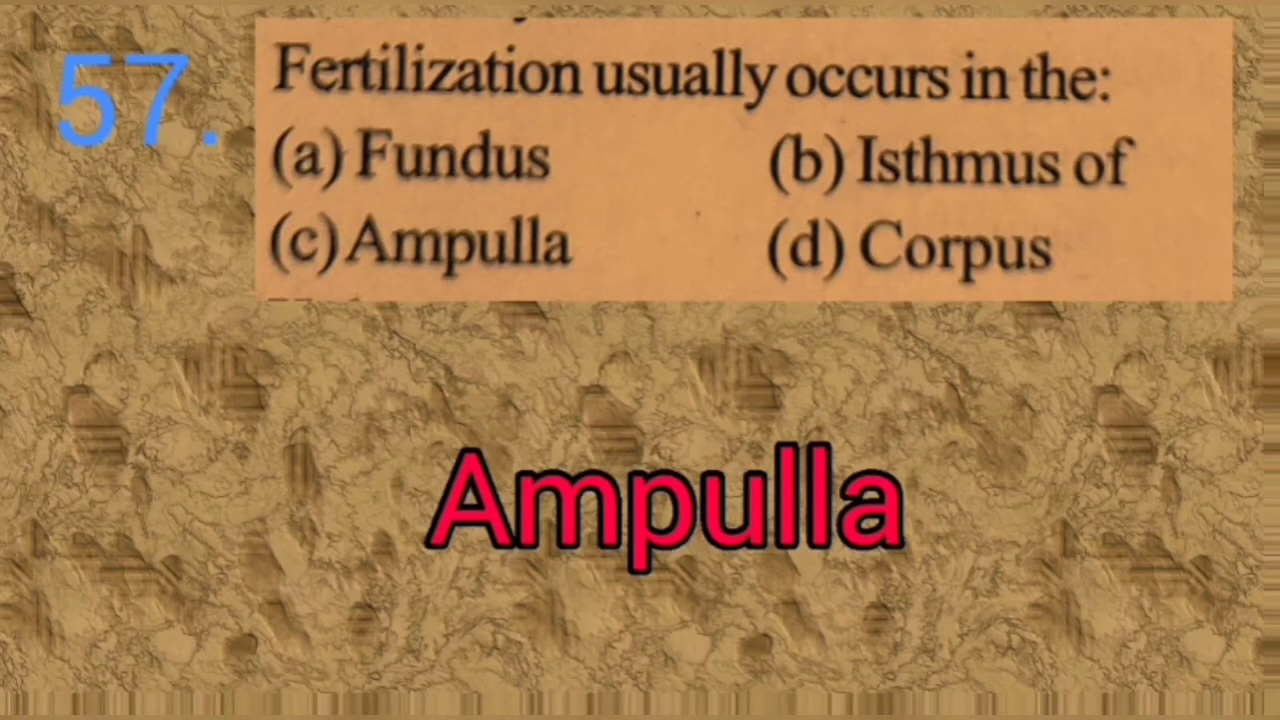 57. Fertilization usually occurs in the:
(a) Fundus (b) Isthmus of
(c) Ampulla (d) Corpus
Ampulla